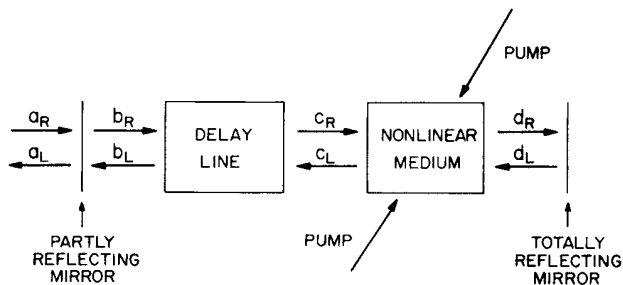 PUMP
a_R
b_R
DELAY
LINE
c_R
NONLINEAR
MEDIUM
d_R
a_L
b_L
c_L
d_L
PARTLY
REFLECTING
MIRROR
PUMP
TOTALLY
REFLECTING
MIRROR